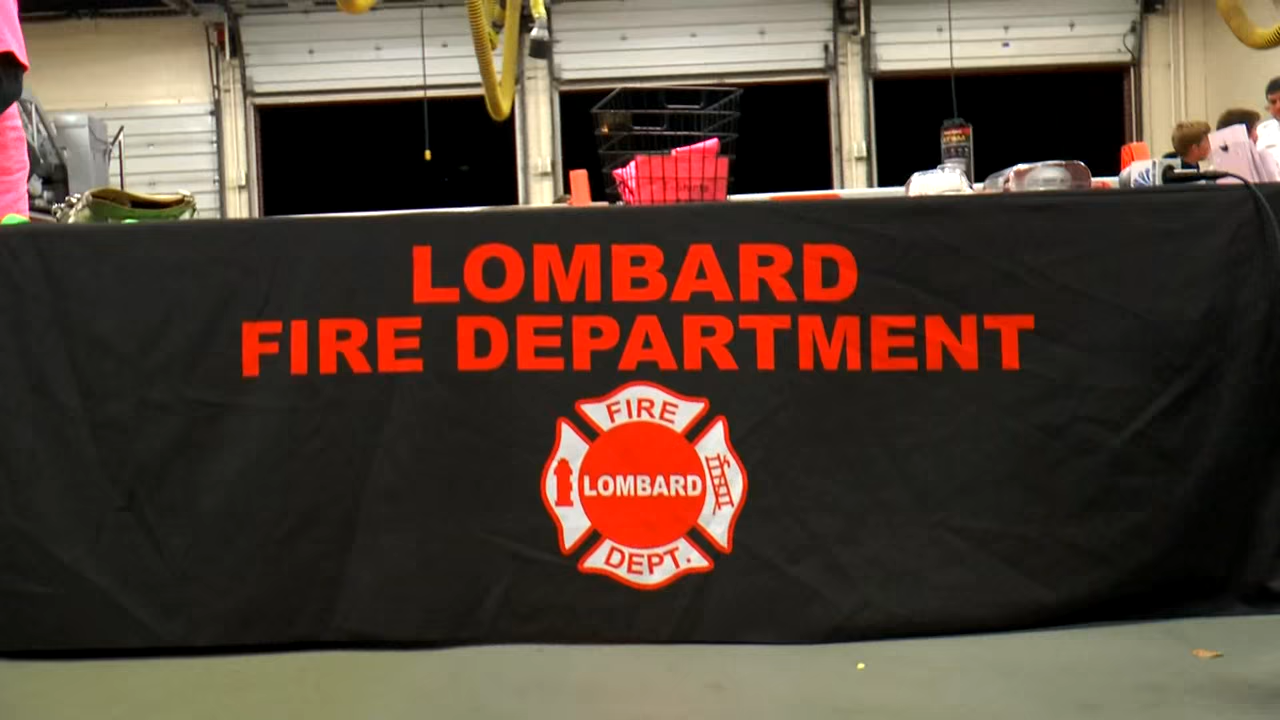 LOMBARD
FIRE DEPARTMENT
FIRE
LOMBARD
DEPT.